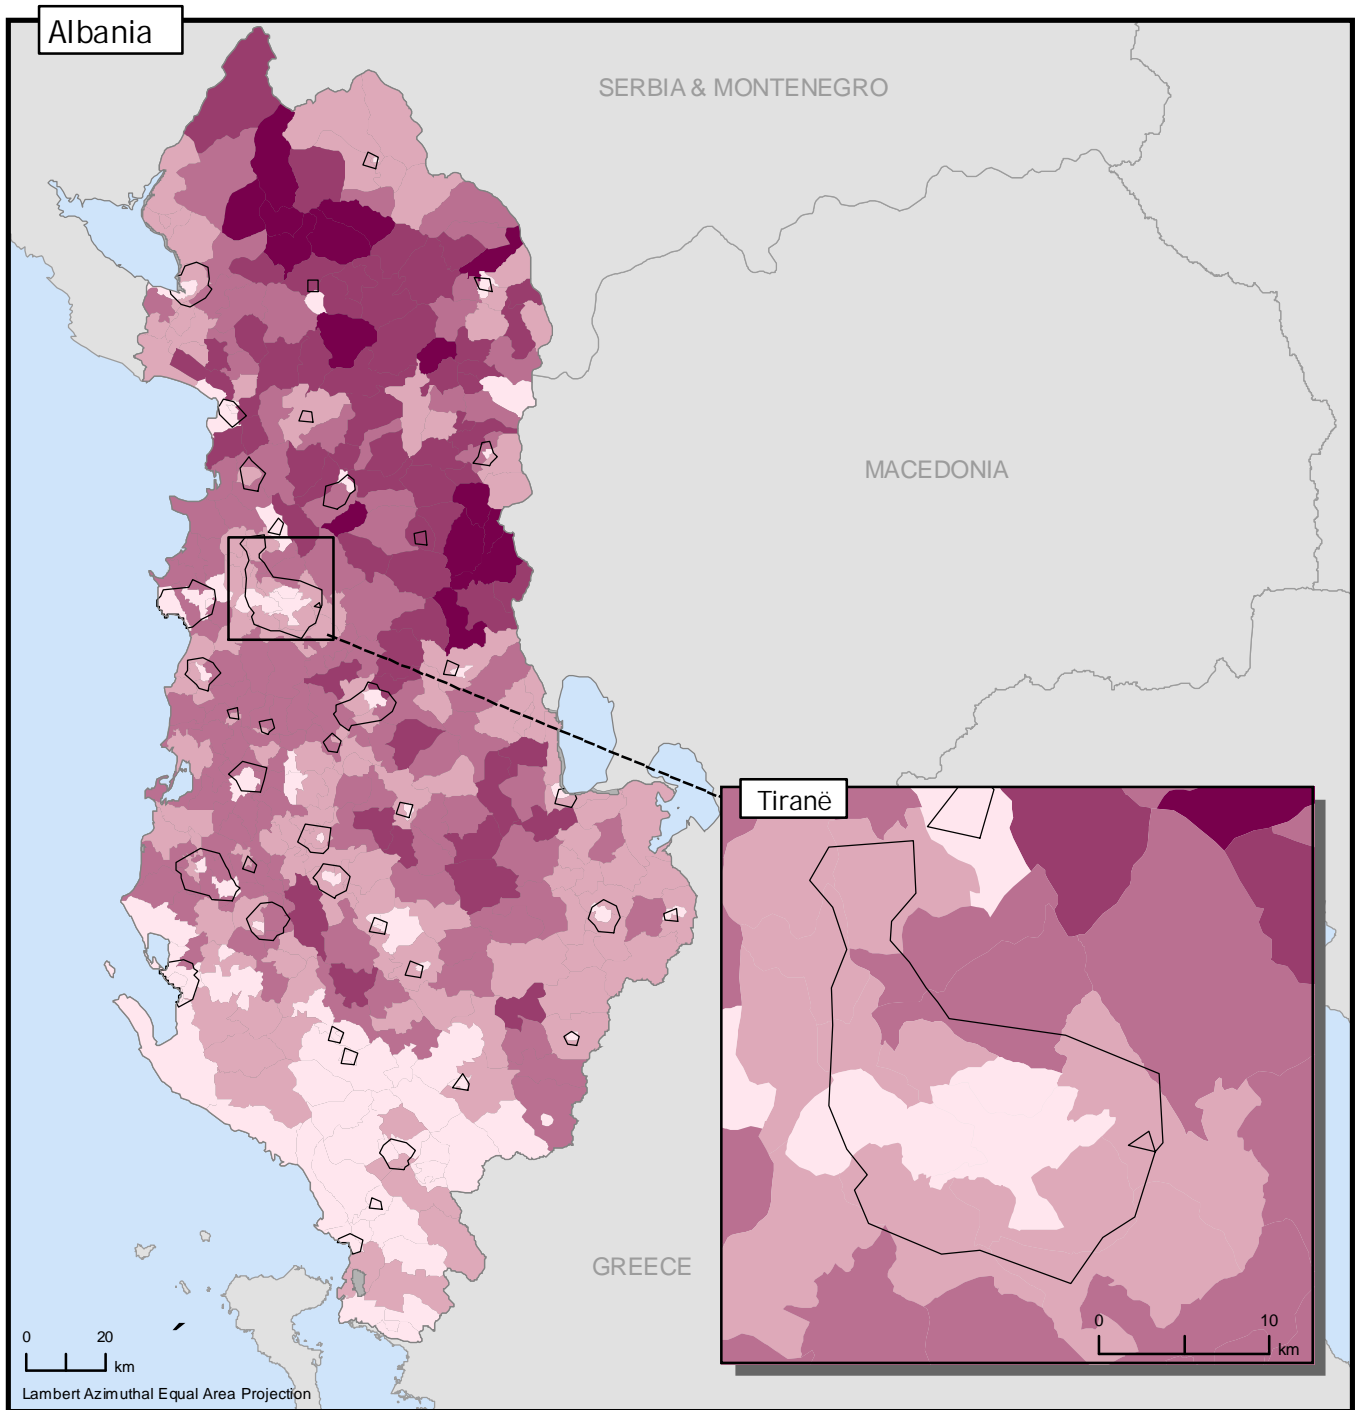 Albania
SERBIA & MONTENEGRO
MACEDONIA
Tiranë
GREECE
0 10
km
0 20
km
Lambert Azimuthal Equal Area Projection